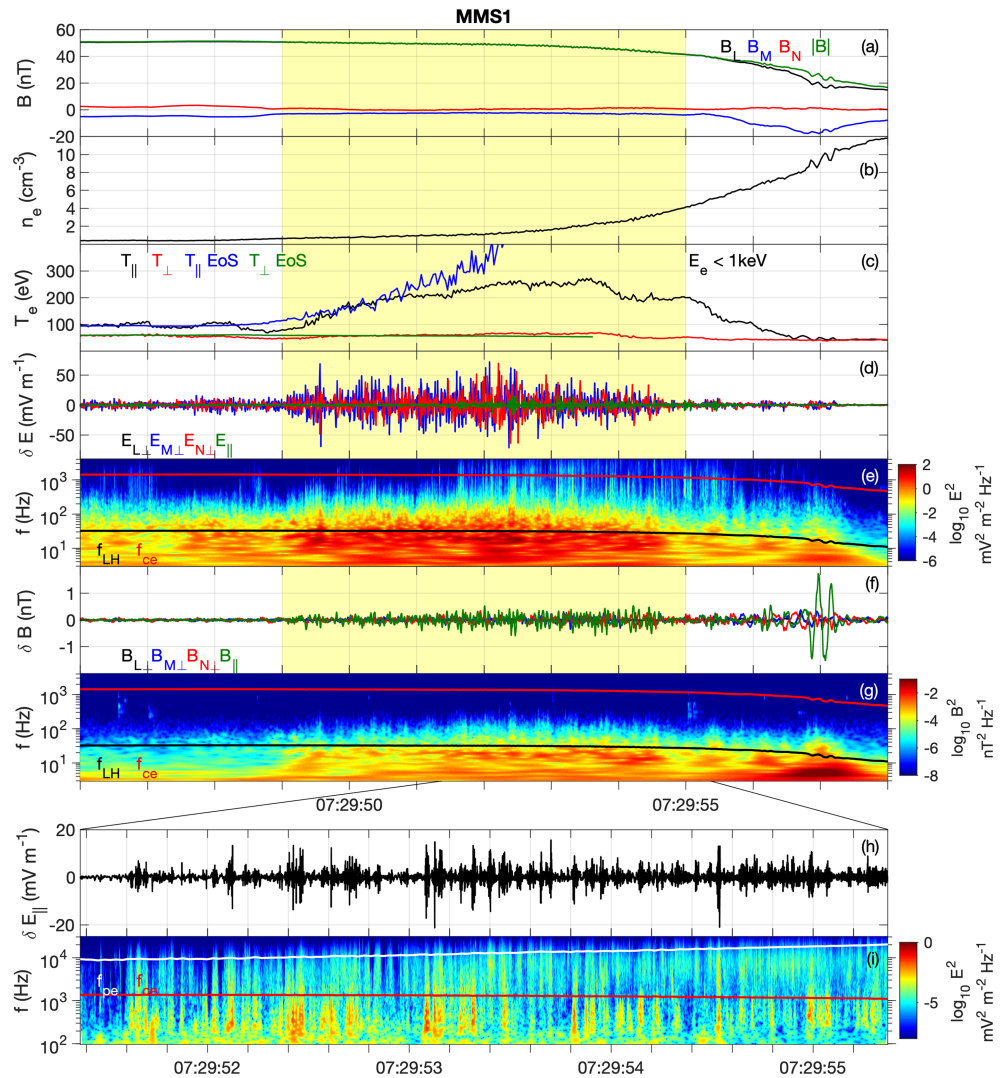 MMS1
B (nT)
60
40
20
0
-20
B_L B_M B_N |B|
(a)
n_e (cm^-3)
10
8
6
4
2
(b)
T_e (eV)
300
200
100
T_|| T_⊥ T_|| EoS T_⊥ EoS
E_e < 1keV
(c)
δ E (mV m^-1)
50
0
-50
E_L⊥ E_M⊥ E_N⊥ E_||
(d)
f (Hz)
10^3
10^2
10^1
f_LH f_ce
(e)
2
0
-2
-4
-6
log_10 E^2
mV^2 m^-2 Hz^-1
δ B (nT)
1
0
-1
B_L⊥ B_M⊥ B_N⊥ B_||
(f)
f (Hz)
10^3
10^2
10^1
f_LH f_ce
(g)
-2
-4
-6
-8
log_10 B^2
nT^2 Hz^-1
07:29:50 07:29:55
δ E_|| (mV m^-1)
20
0
-20
(h)
f (Hz)
10^4
10^3
10^2
f_pe f_ce
(i)
0
-5
log_10 E^2
mV^2 m^-2 Hz^-1
07:29:52 07:29:53 07:29:54 07:29:55